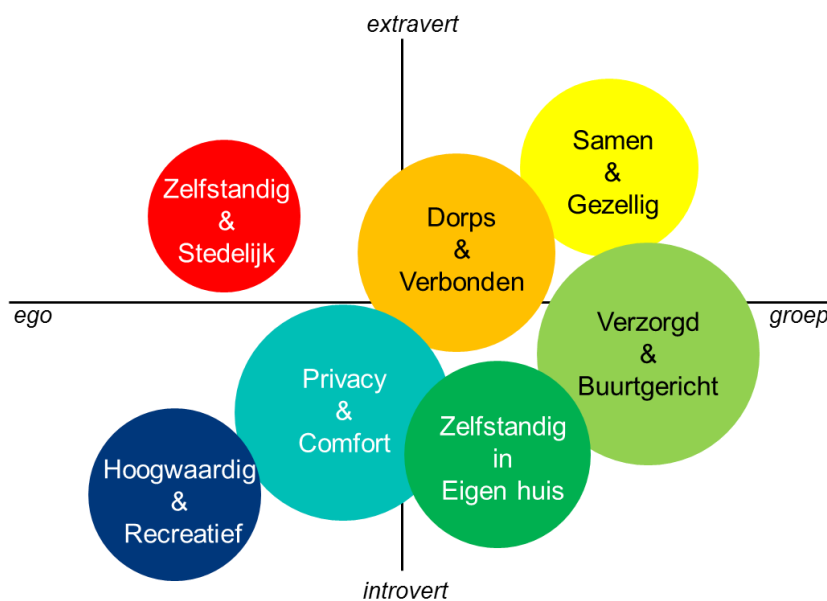 extravert
Samen
&
Gezellig
Zelfstandig
&
Stedelijk
Dorps
&
Verbonden
ego
groep
Verzorgd
&
Buurtgericht
Privacy
&
Comfort
Zelfstandig
in
Eigen huis
Hoogwaardig
&
Recreatief
introvert